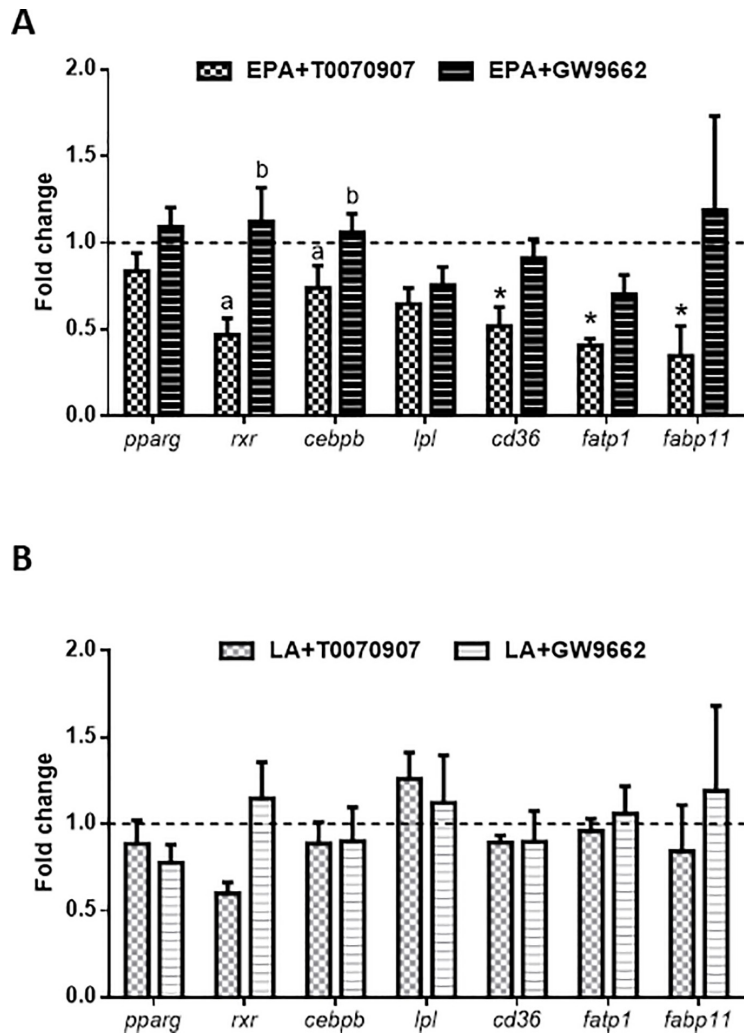 A
2.0
EPA+T0070907 EPA+GW9662
1.5
b
b
1.0
a
a
*
*
*
0.5
0.0
Fold change
pparg rxr cebpb lpl cd36 fatp1 fabp11
B
2.0
LA+T0070907 LA+GW9662
1.5
1.0
0.5
0.0
Fold change
pparg rxr cebpb lpl cd36 fatp1 fabp11